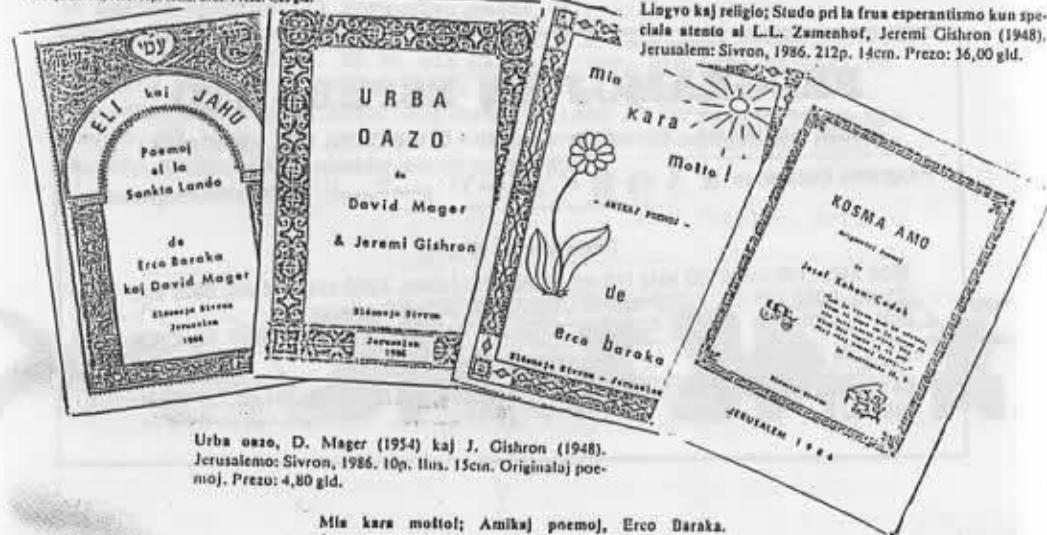 Lingvo kaj religio; Studo pri la frua esperantismo kun spe-
ciala atento al L.L. Zamenhof, Jeremi Gishron (1948).
Jerusalem: Sivron, 1986. 212p. 14cm. Prezo: 36,00 gld.
ELI kaj JAHU
Poemoj
el la
Sankta Lando
de
Erco Baraka
kaj David Mager
Eldonejo Sivron
Jerusalem
1986
URBA
OAZO
de
David Mager
& Jeremi Gishron
Eldonejo Sivron
Jerusalem
1986
Mia
kara
moŝto!
- AMIKAJ POEMOJ -
de
Erco Baraka
Eldonejo Sivron - Jerusalem
KOSMA AMO
Originalaj poemoj
de
Josef Kohen-Cedek
JERUSALEM 1986
Urba oazo, D. Mager (1954) kaj J. Gishron (1948).
Jerusalemo: Sivron, 1986. 10p. Ilus. 15cm. Originalaj poe-
moj. Prezo: 4,80 gld.
Mia kara moŝto!; Amikaj poemoj, Erco Baraka.